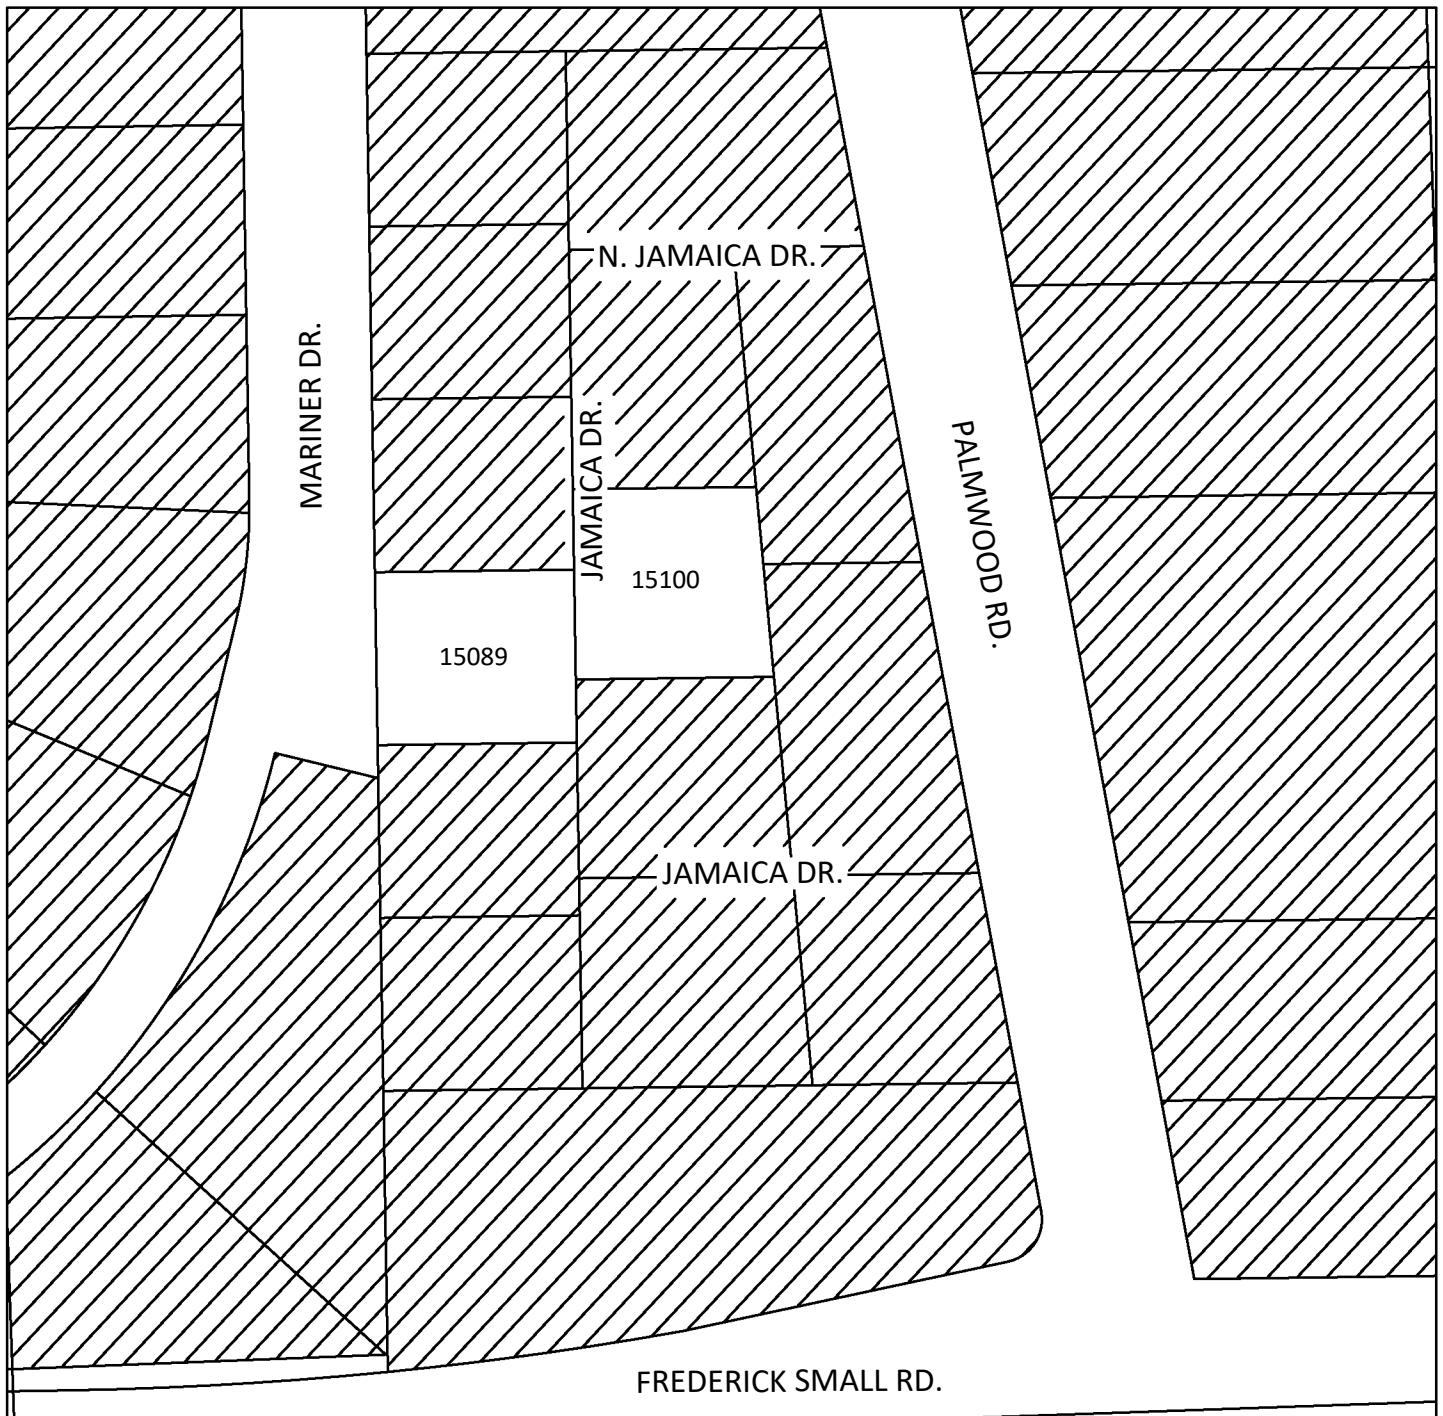 N. JAMAICA DR.
MARINER DR.
JAMAICA DR.
PALMWOOD RD.
15100
15089
JAMAICA DR.
FREDERICK SMALL RD.